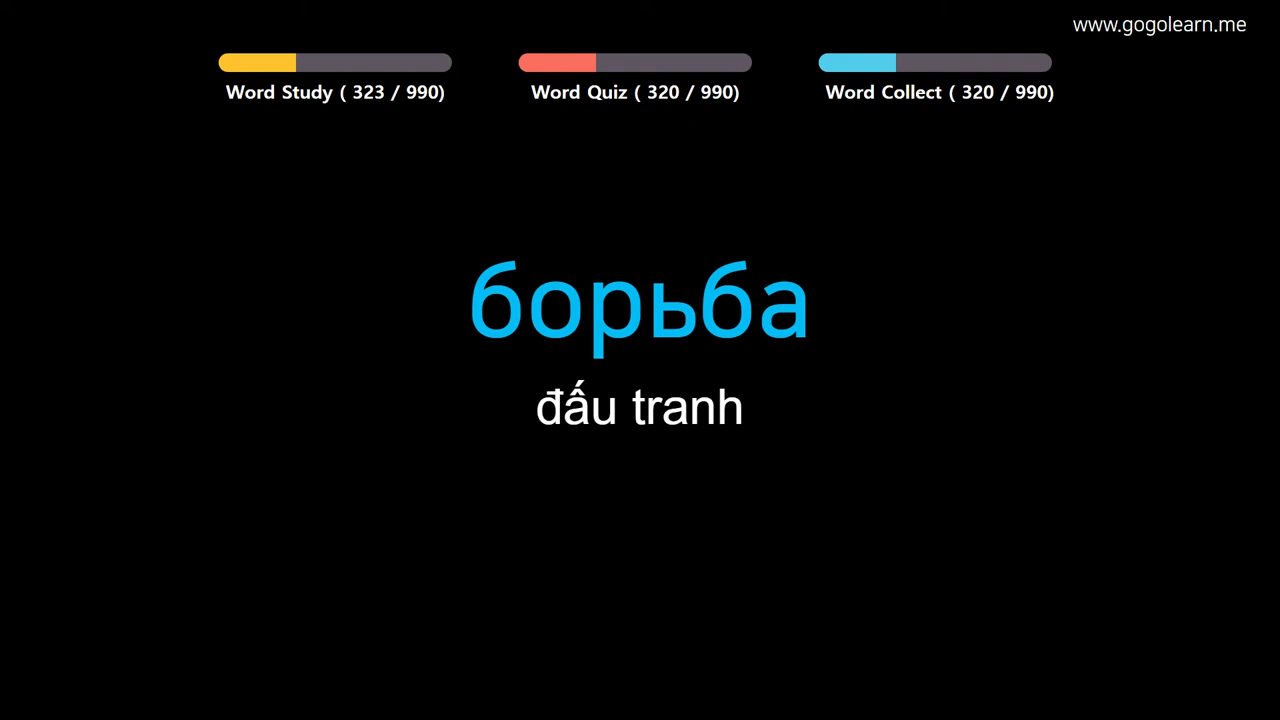 www.gogolearn.me
Word Study ( 323 / 990)
Word Quiz ( 320 / 990)
Word Collect ( 320 / 990)
борьба
đấu tranh